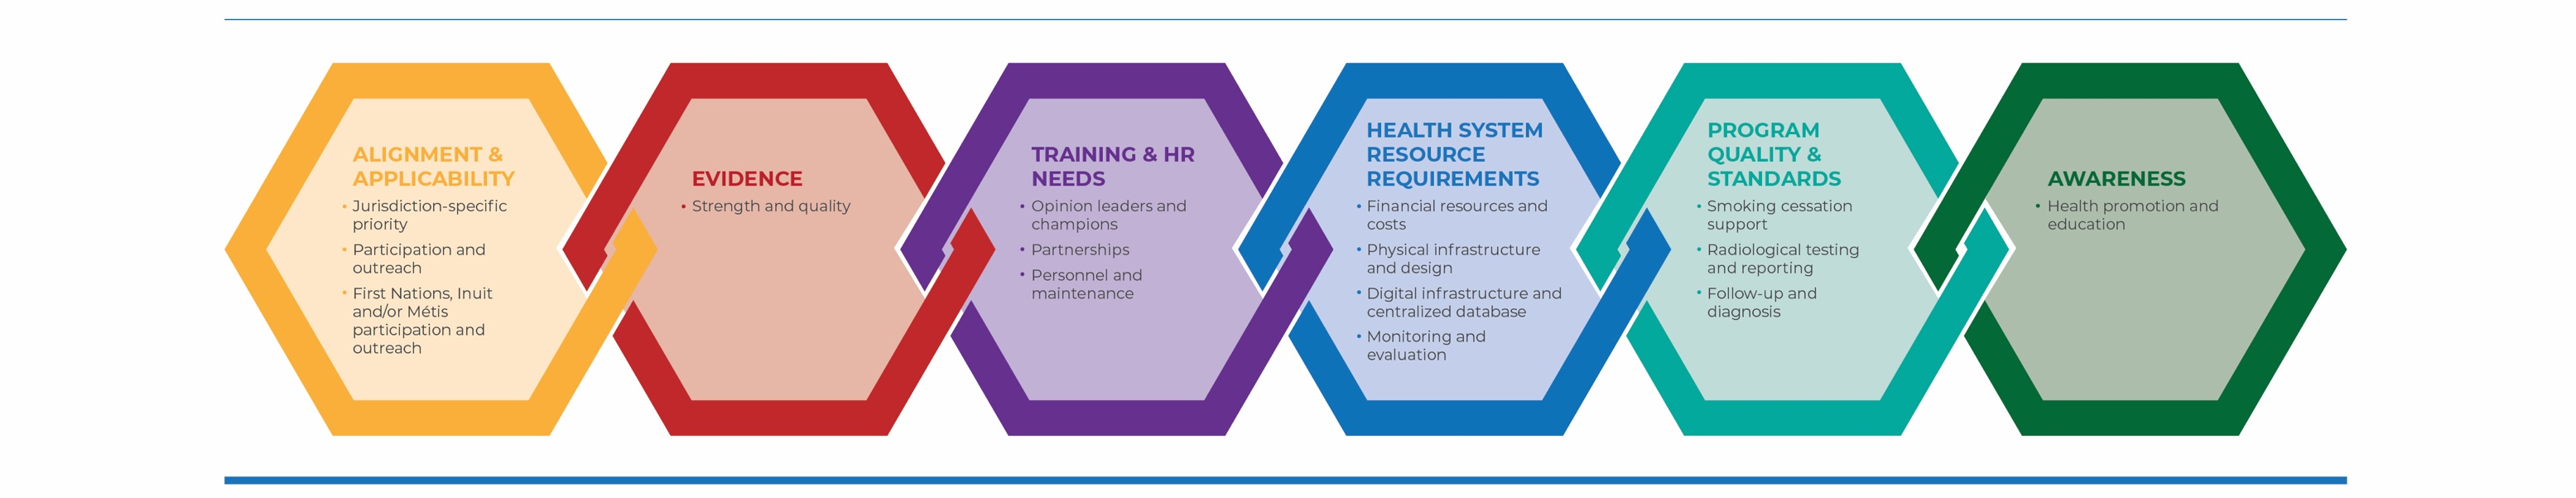 ALIGNMENT &
APPLICABILITY
• Jurisdiction-specific
priority
• Participation and
outreach
• First Nations, Inuit
and/or Métis
participation and
outreach
EVIDENCE
• Strength and quality
TRAINING & HR
NEEDS
• Opinion leaders and
champions
• Partnerships
• Personnel and
maintenance
HEALTH SYSTEM
RESOURCE
REQUIREMENTS
• Financial resources and
costs
• Physical infrastructure
and design
• Digital infrastructure and
centralized database
• Monitoring and
evaluation
PROGRAM
QUALITY &
STANDARDS
• Smoking cessation
support
• Radiological testing
and reporting
• Follow-up and
diagnosis
AWARENESS
• Health promotion and
education